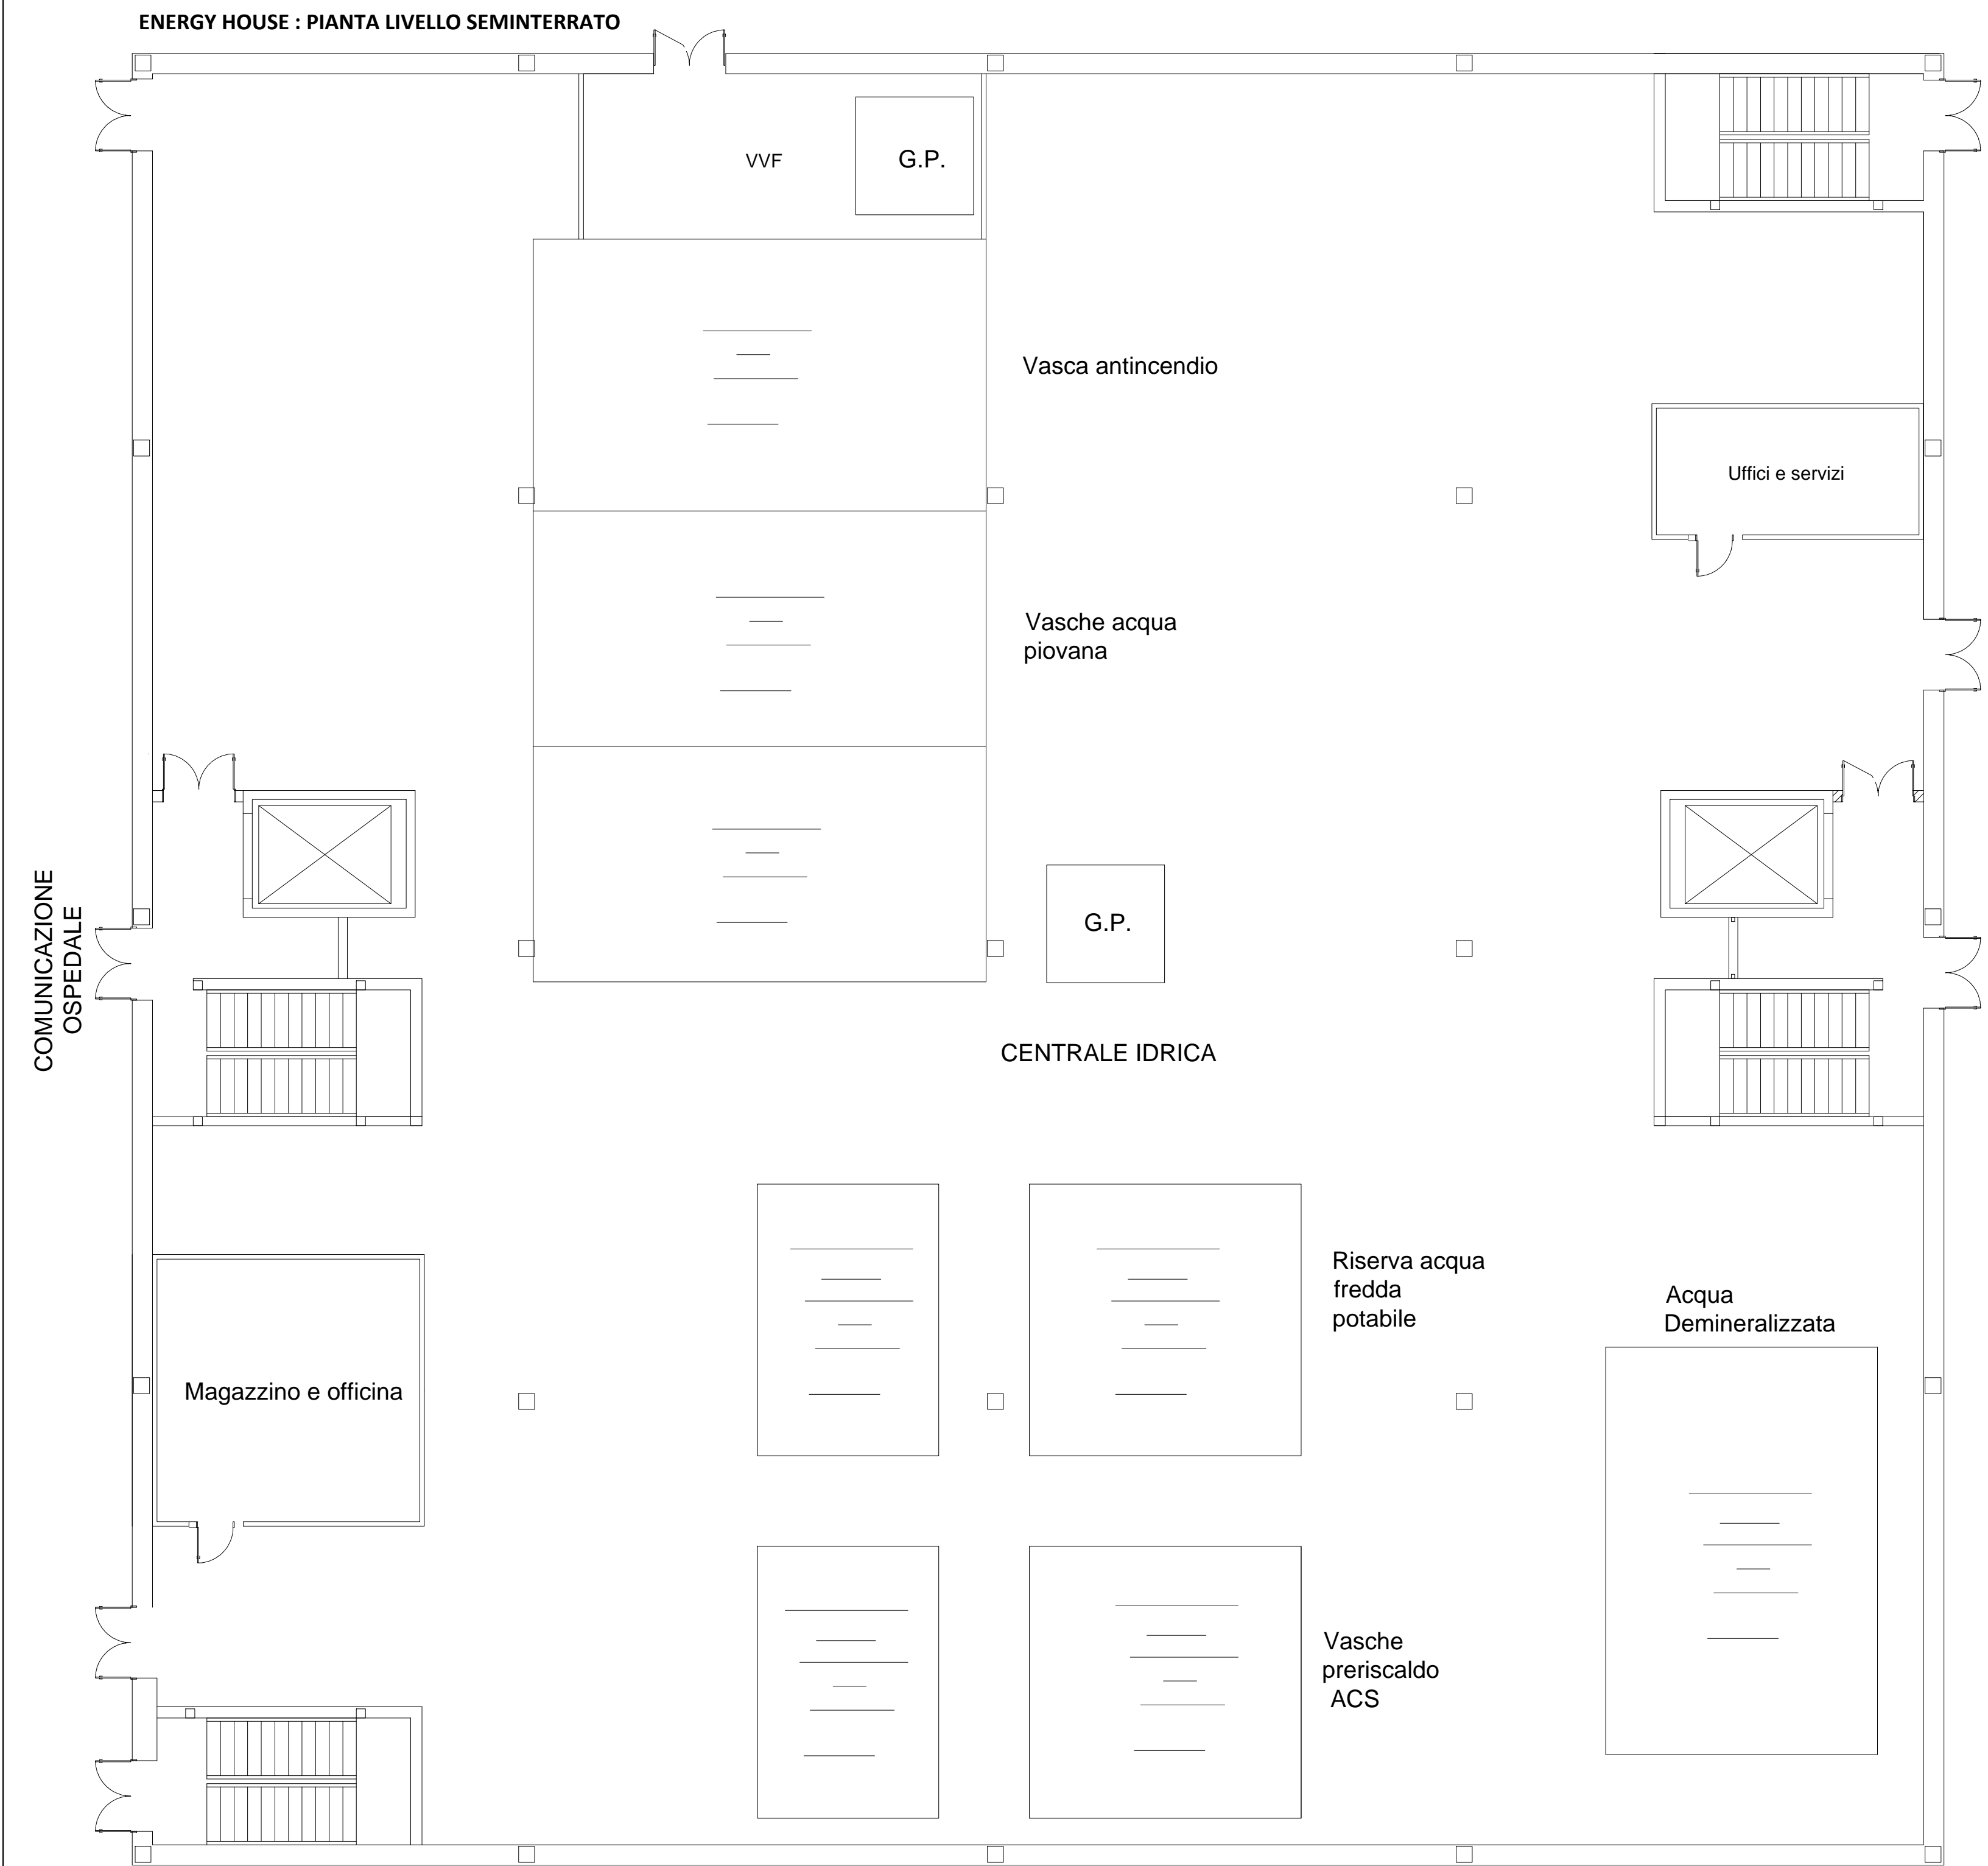 ENERGY HOUSE : PIANTA LIVELLO SEMINTERRATO
VVF
G.P.
Vasca antincendio
Uffici e servizi
Vasche acqua
piovana
COMUNICAZIONE
OSPEDALE
G.P.
CENTRALE IDRICA
Riserva acqua
fredda
potabile
Acqua
Demineralizzata
Magazzino e officina
Vasche
preriscaldo
ACS